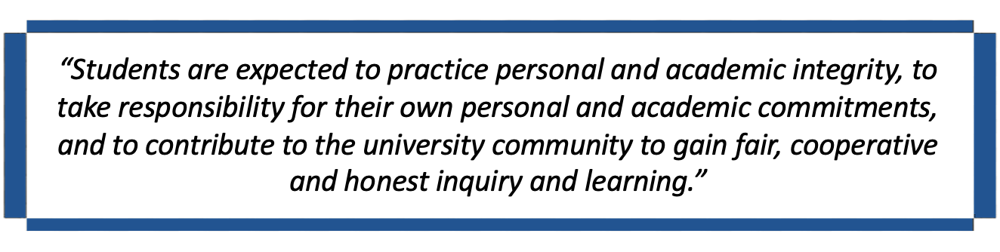 “Students are expected to practice personal and academic integrity, to
take responsibility for their own personal and academic commitments,
and to contribute to the university community to gain fair, cooperative
and honest inquiry and learning.”